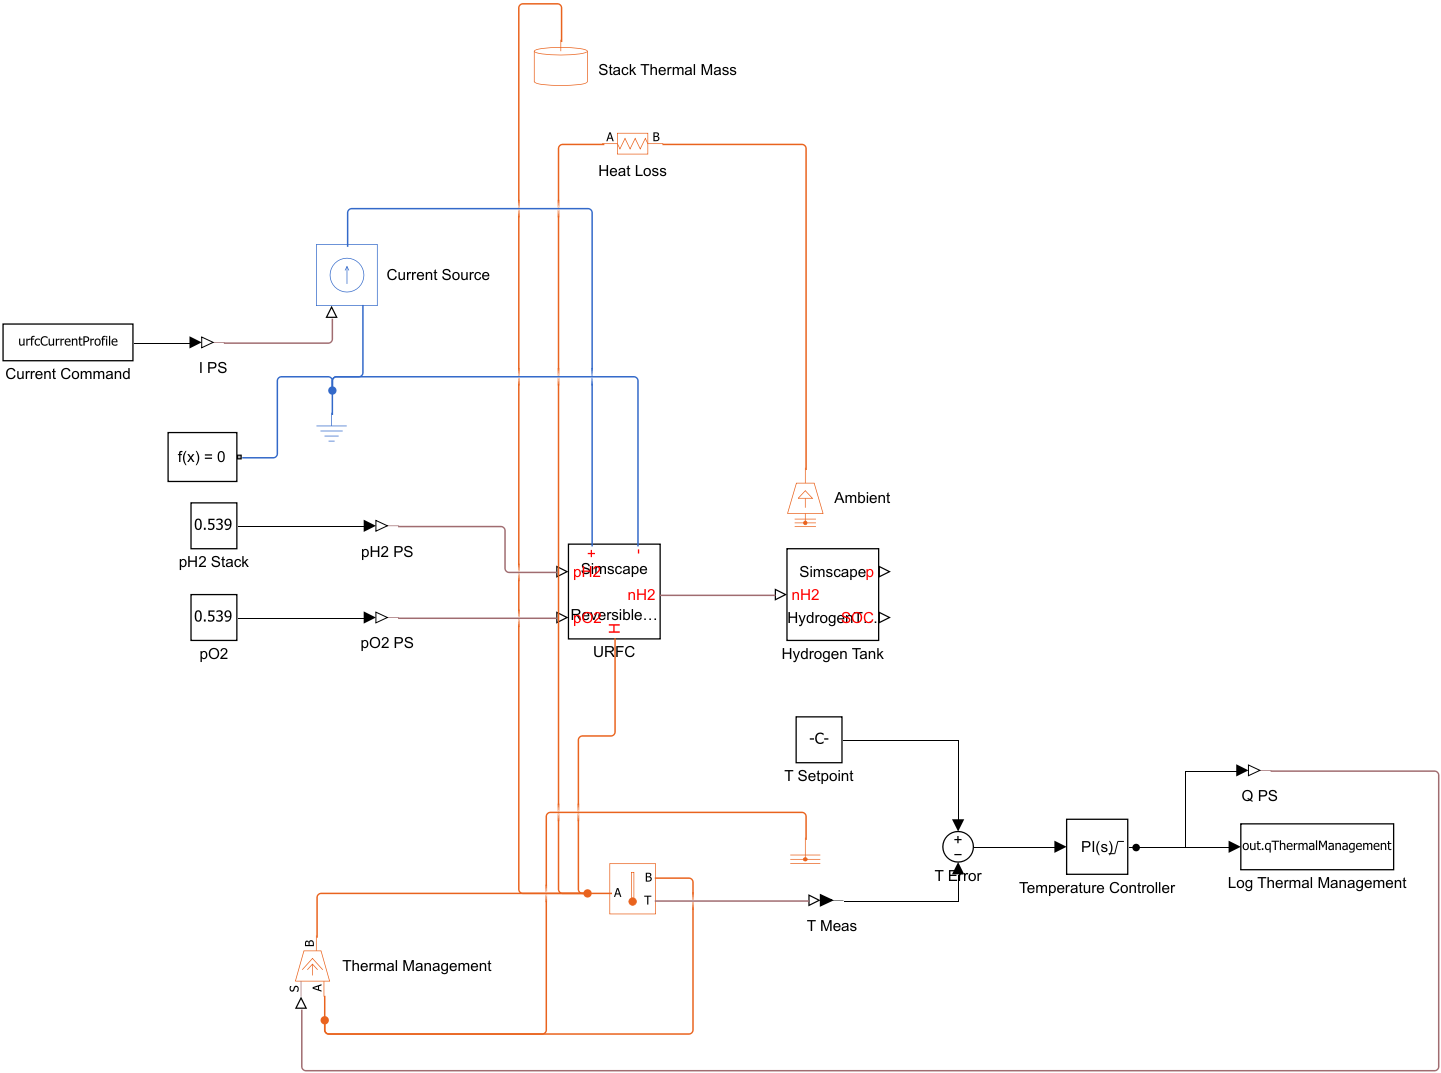 Stack Thermal Mass
A
B
Heat Loss
Current Source
urfcCurrentProfile
Current Command
I PS
f(x) = 0
Ambient
0.539
pH2 Stack
pH2 PS
+
-
Simscape
pH2
nH2
Reversible...
pO2
H
URFC
0.539
pO2
pO2 PS
Simscape
p
nH2
SOC
Hydrogen Tank
-C-
T Setpoint
Q PS
+
−
T Error
PI(s)
Temperature Controller
out.qThermalManagement
Log Thermal Management
A
B
T
T Meas
B
Thermal Management
S
A